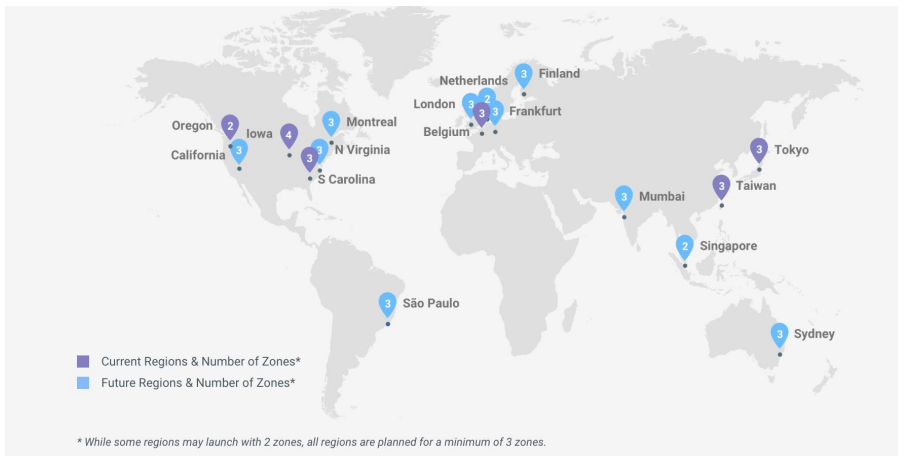 3 Finland
Netherlands
2
London 3
3
3 Frankfurt
Belgium
Oregon 2
Iowa 4
3 Montreal
California 3
3 N Virginia
3
S Carolina
3 Tokyo
3 Taiwan
3 Mumbai
2 Singapore
3 São Paulo
3 Sydney
Current Regions & Number of Zones*
Future Regions & Number of Zones*
* While some regions may launch with 2 zones, all regions are planned for a minimum of 3 zones.